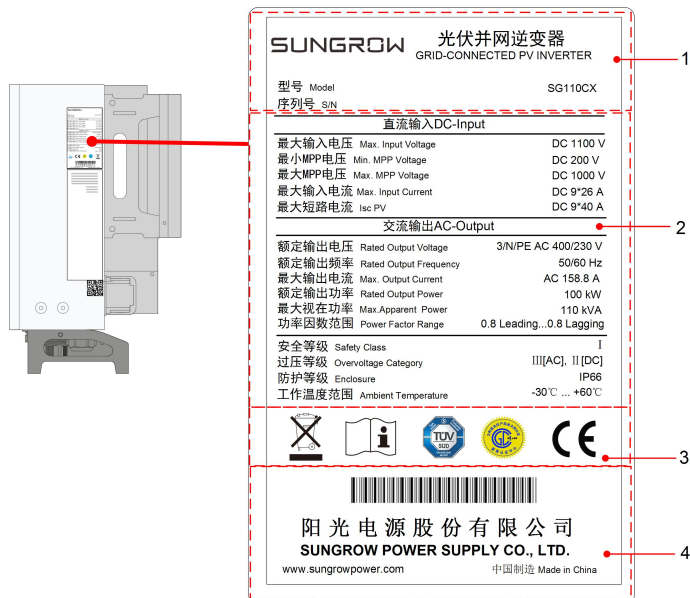 SUNGROW
光伏并网逆变器
GRID-CONNECTED PV INVERTER
型号 Model SG110CX
序列号 S/N
1
直流输入DC-Input
最大输入电压 Max. Input Voltage DC 1100 V
最小MPP电压 Min. MPP Voltage DC 200 V
最大MPP电压 Max. MPP Voltage DC 1000 V
最大输入电流 Max. Input Current DC 9*26 A
最大短路电流 Isc PV DC 9*40 A
交流输出AC-Output
2
额定输出电压 Rated Output Voltage 3/N/PE AC 400/230 V
额定输出频率 Rated Output Frequency 50/60 Hz
最大输出电流 Max. Output Current AC 158.8 A
额定输出功率 Rated Output Power 100 kW
最大视在功率 Max.Apparent Power 110 kVA
功率因数范围 Power Factor Range 0.8 Leading...0.8 Lagging
安全等级 Safety Class I
过压等级 Overvoltage Category III[AC], II[DC]
防护等级 Enclosure IP66
工作温度范围 Ambient Temperature -30℃ ... +60℃
i
TÜV
SÜD
CE
3
阳光电源股份有限公司
SUNGROW POWER SUPPLY CO., LTD.
www.sungrowpower.com 中国制造 Made in China
4